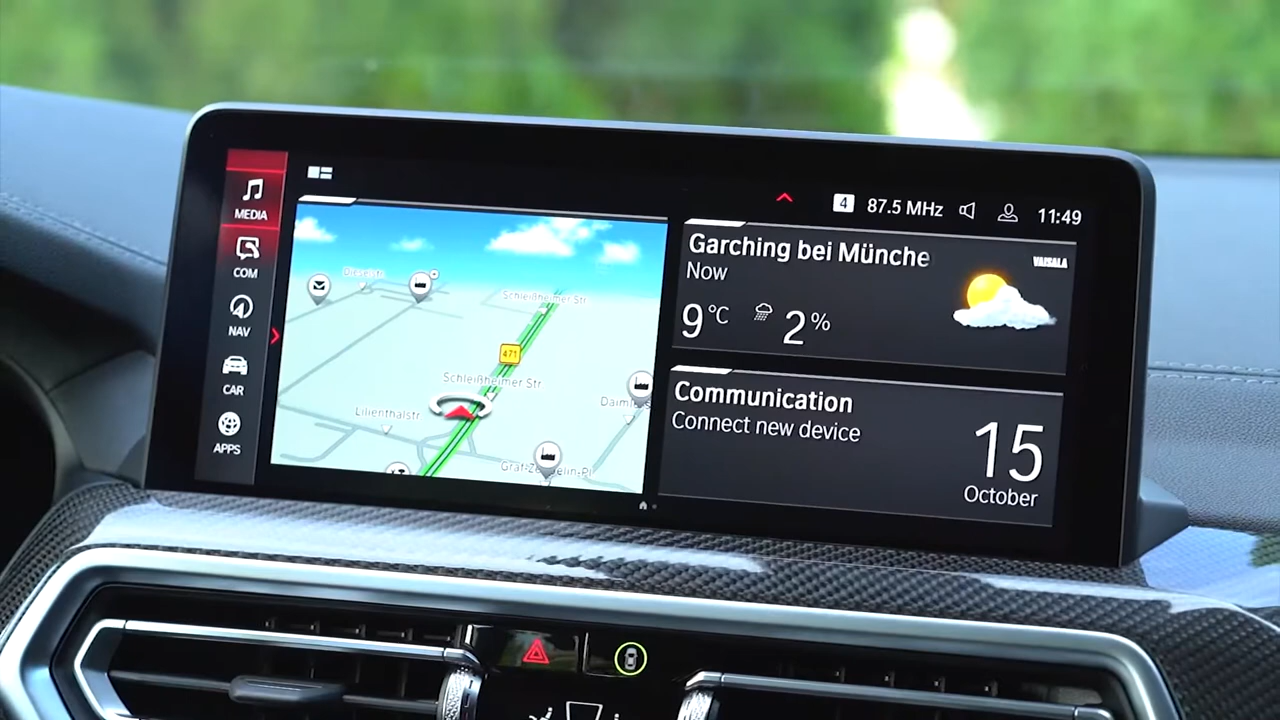 MEDIA
COM
NAV
CAR
APPS
4 87.5 MHz 11:49
Schleißheimer Str.
471
Schleißheimer Str.
Lilienthalstr.
Garching bei Münche
Now
VAISALA
9 °C 2 %
Communication
Connect new device
15
October